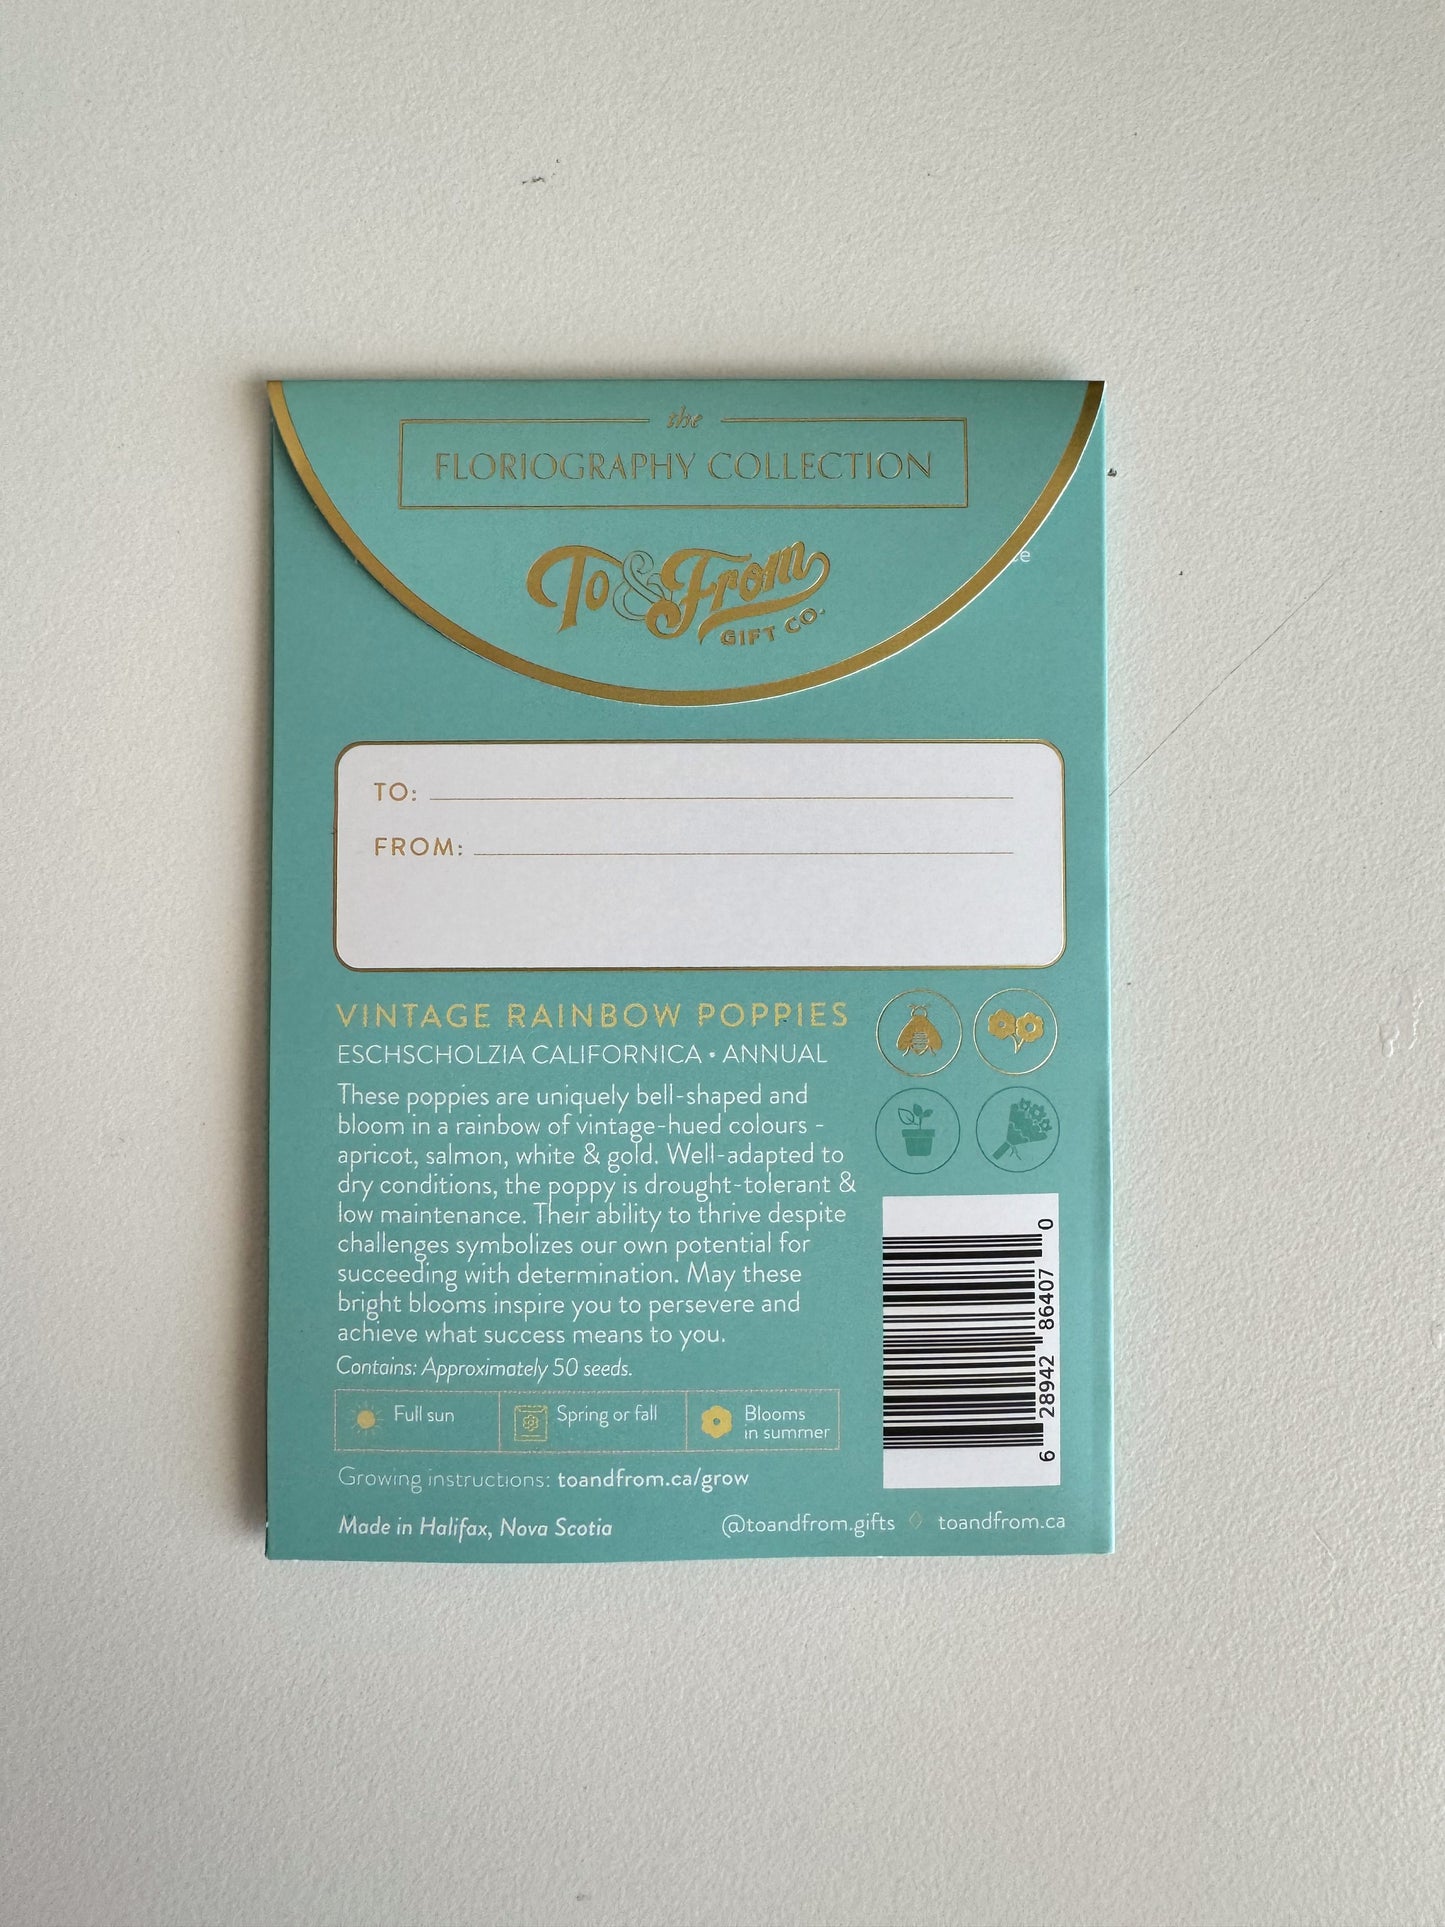 the
FLORIOGRAPHY COLLECTION
To & From
GIFT CO.
TO:
FROM:
VINTAGE RAINBOW POPPIES
ESCHSCHOLZIA CALIFORNICA • ANNUAL
These poppies are uniquely bell-shaped and
bloom in a rainbow of vintage-hued colours -
apricot, salmon, white & gold. Well-adapted to
dry conditions, the poppy is drought-tolerant &
low maintenance. Their ability to thrive despite
challenges symbolizes our own potential for
succeeding with determination. May these
bright blooms inspire you to persevere and
achieve what success means to you.
Contains: Approximately 50 seeds.
Full sun
Spring or fall
Blooms
in summer
Growing instructions: toandfrom.ca/grow
Made in Halifax, Nova Scotia
@toandfrom.gifts ◊ toandfrom.ca
6 28942 86407 0